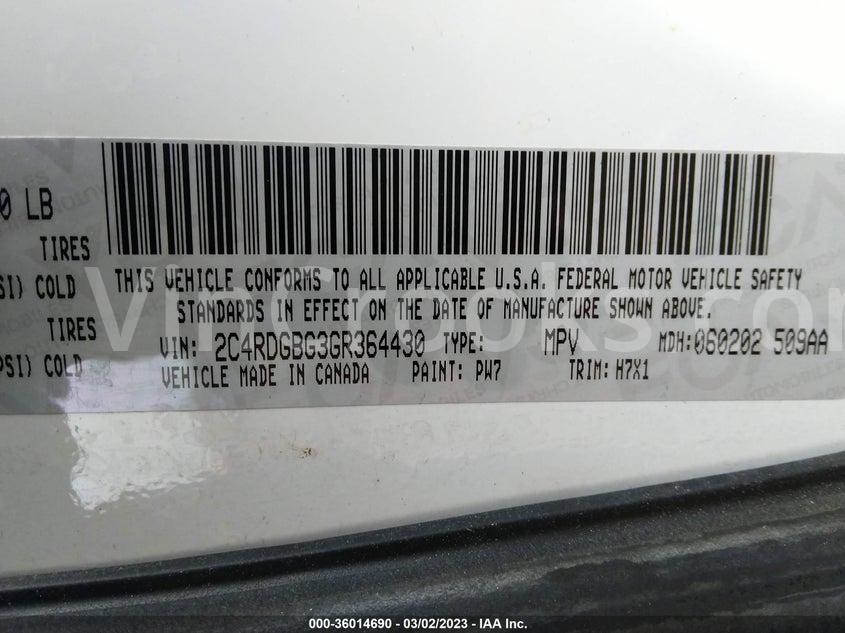 0 LB
TIRES
SI) COLD
TIRES
PSI) COLD
THIS VEHICLE CONFORMS TO ALL APPLICABLE U.S.A. FEDERAL MOTOR VEHICLE SAFETY
STANDARDS IN EFFECT ON THE DATE OF MANUFACTURE SHOWN ABOVE.
VIN: 2C4RDGBG3GR364430 TYPE: MPV MDH:060202 509AA
VEHICLE MADE IN CANADA PAINT: PW7 TRIM: H7X1
VinCrooks.com
000-36014690 - 03/02/2023 - IAA Inc.